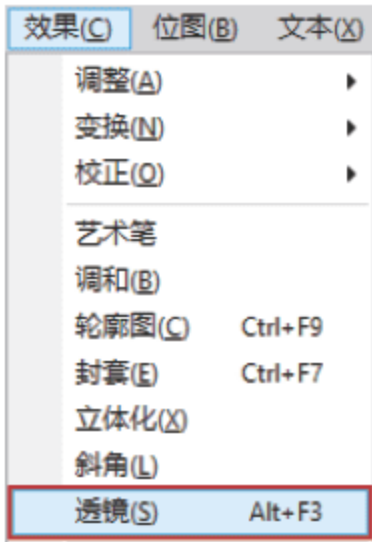 效果(C) 位图(B) 文本(X)
调整(A)
变换(N)
校正(O)
艺术笔
调和(B)
轮廓图(C) Ctrl+F9
封套(E) Ctrl+F7
立体化(X)
斜角(L)
透镜(S) Alt+F3